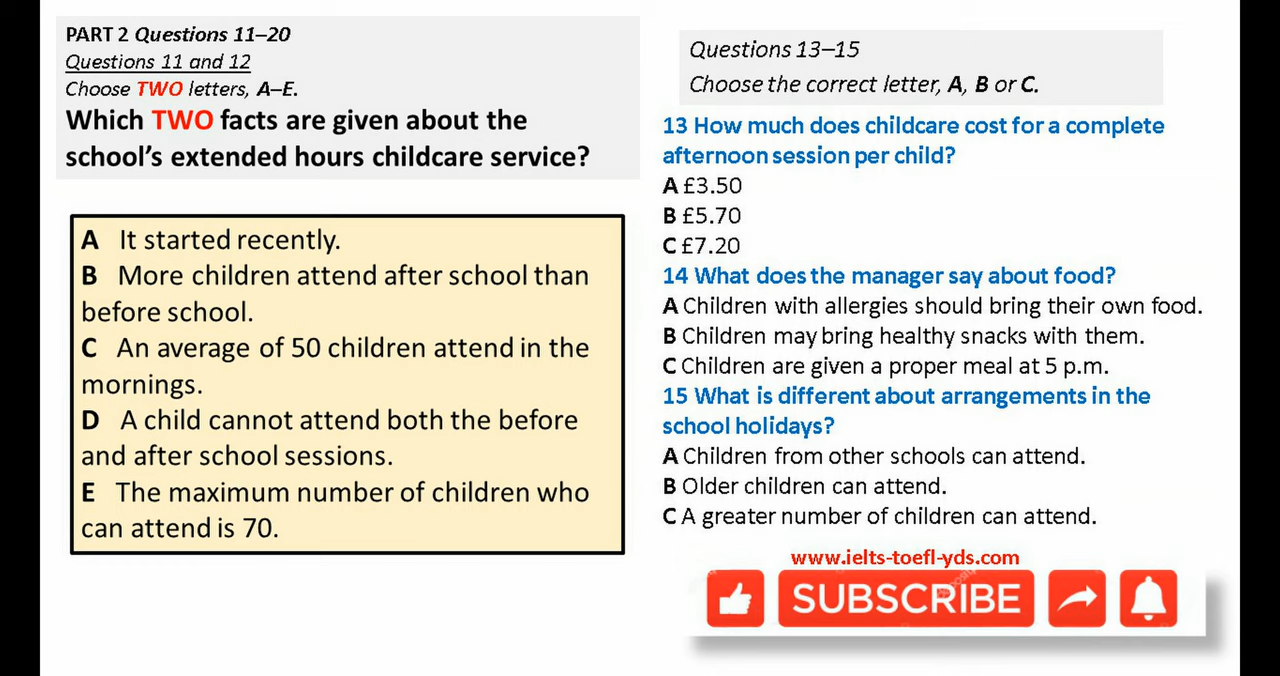 PART 2 Questions 11–20
Questions 11 and 12
Choose TWO letters, A–E.
Which TWO facts are given about the
school’s extended hours childcare service?
A It started recently.
B More children attend after school than
before school.
C An average of 50 children attend in the
mornings.
D A child cannot attend both the before
and after school sessions.
E The maximum number of children who
can attend is 70.
Questions 13–15
Choose the correct letter, A, B or C.
13 How much does childcare cost for a complete
afternoon session per child?
A £3.50
B £5.70
C £7.20
14 What does the manager say about food?
A Children with allergies should bring their own food.
B Children may bring healthy snacks with them.
C Children are given a proper meal at 5 p.m.
15 What is different about arrangements in the
school holidays?
A Children from other schools can attend.
B Older children can attend.
C A greater number of children can attend.
www.ielts-toefl-yds.com
SUBSCRIBE